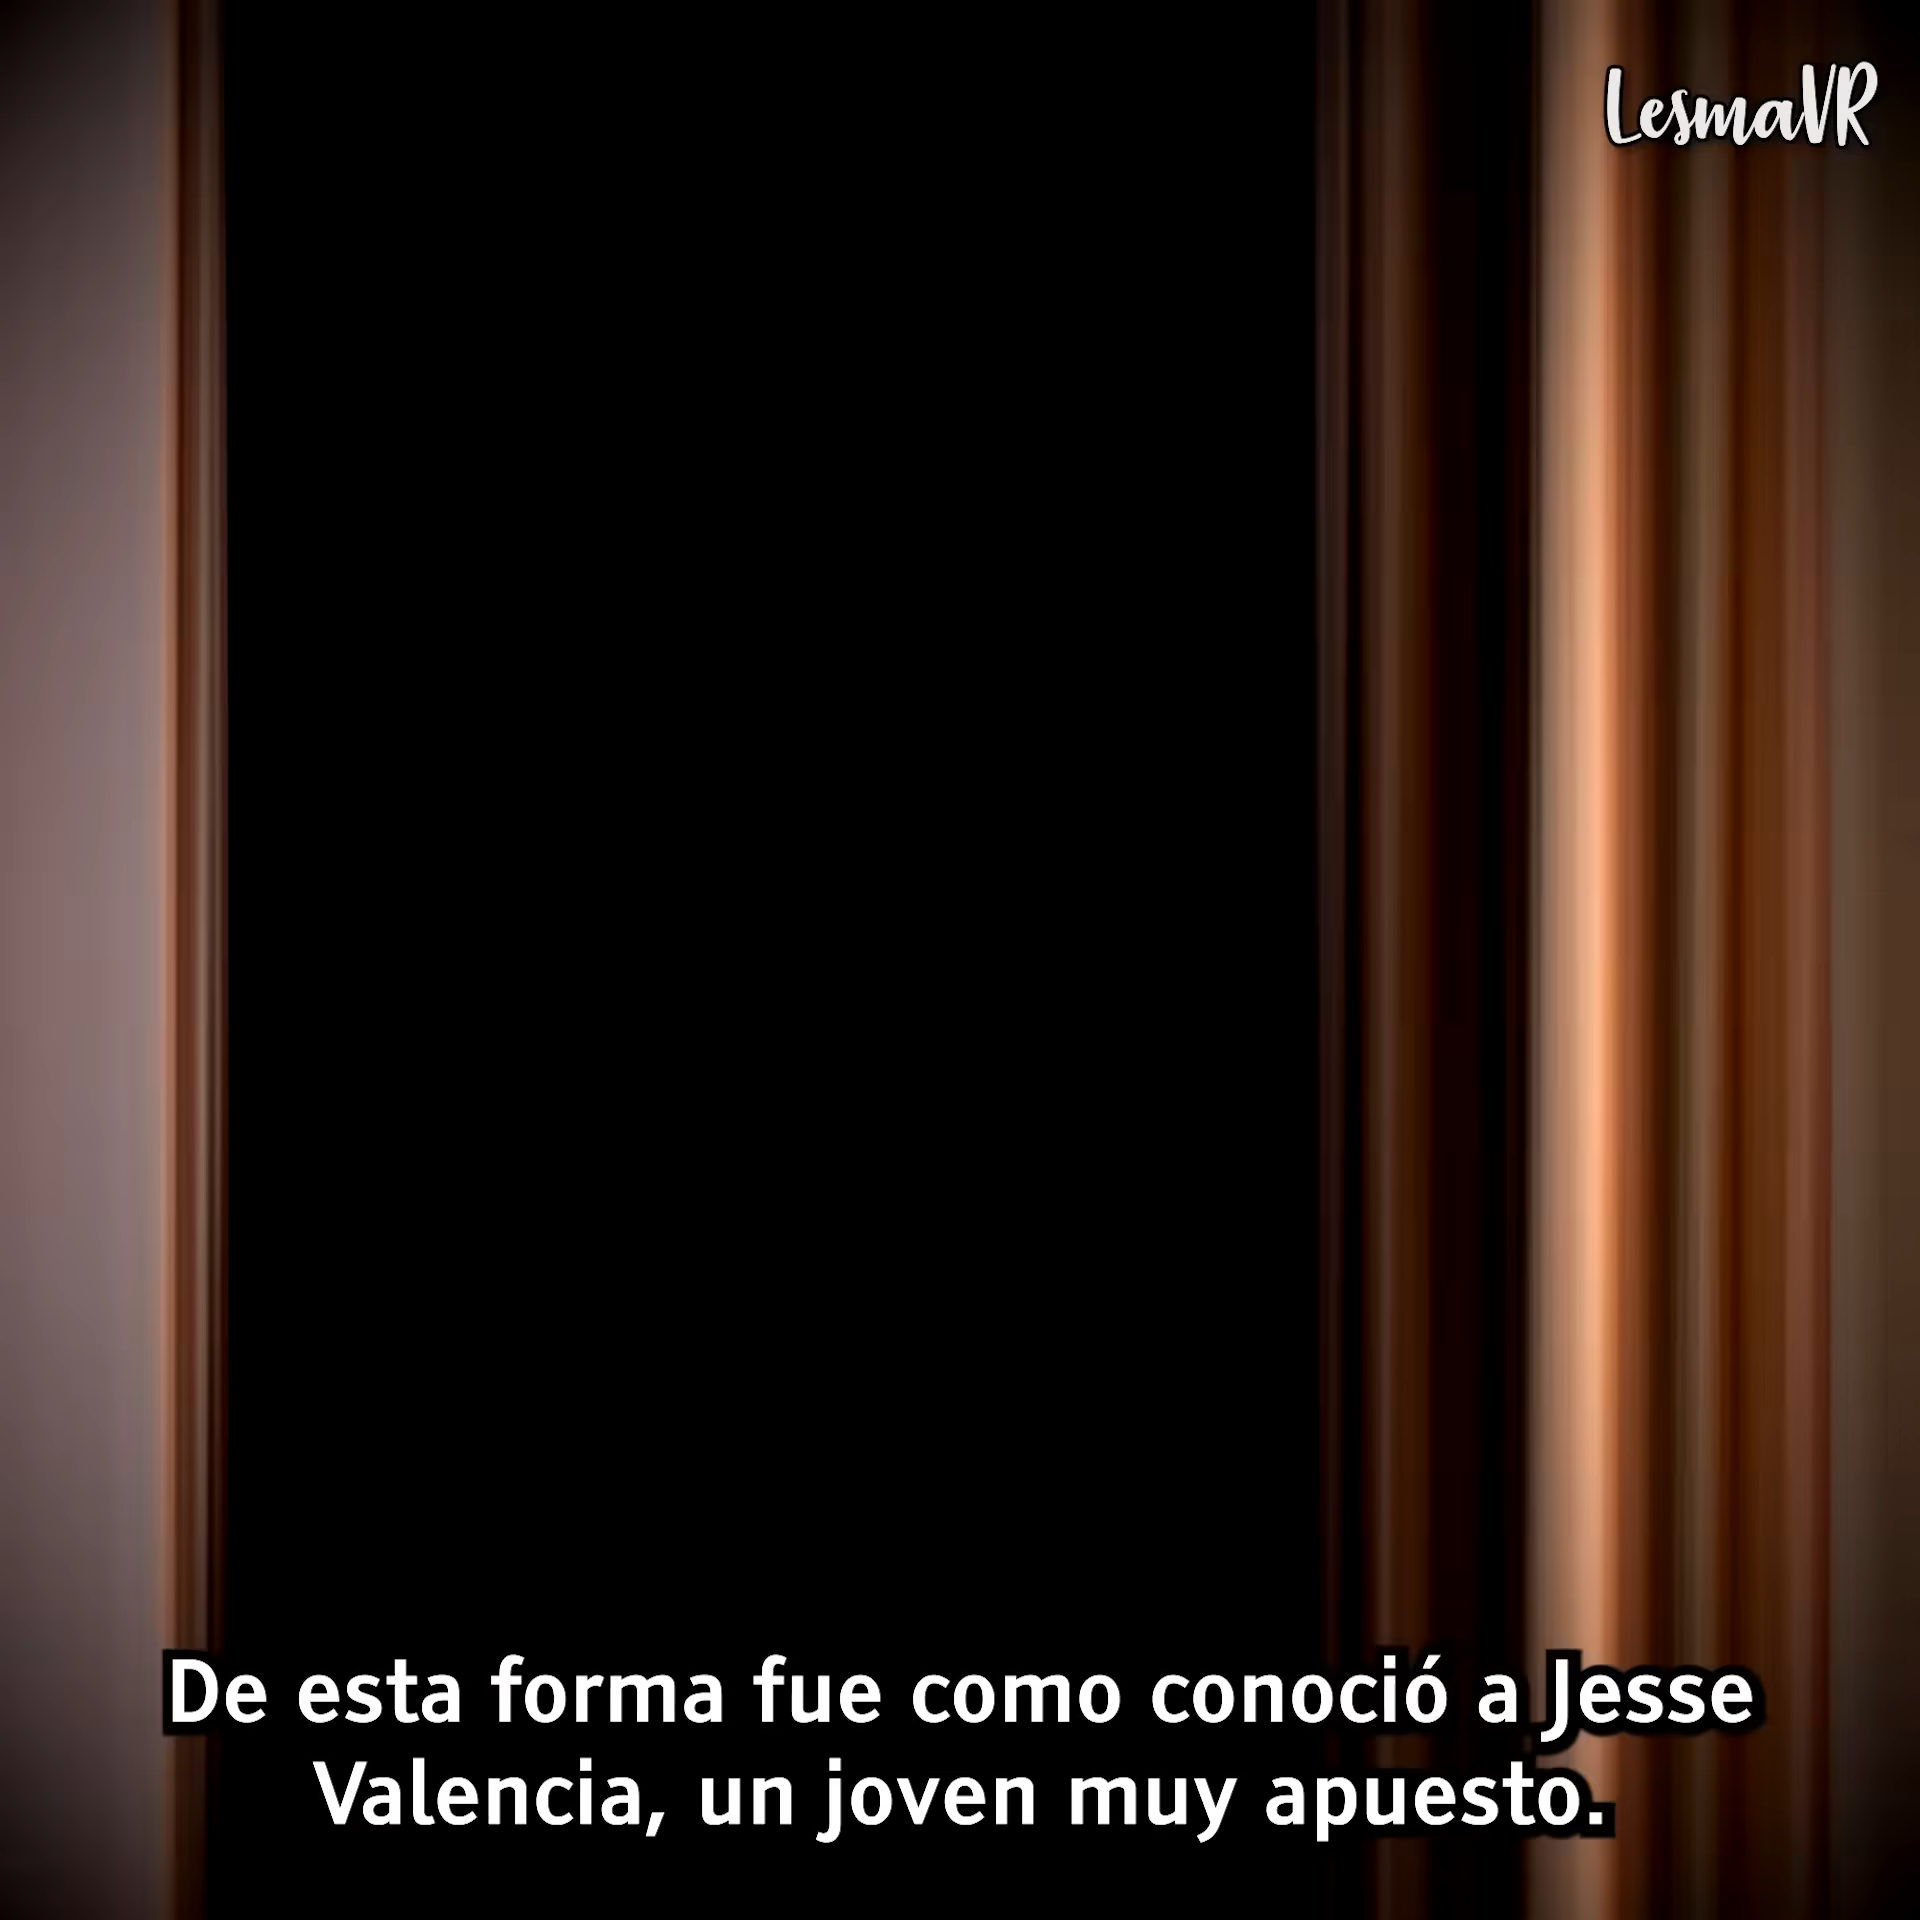 LesmaVR
De esta forma fue como conoció a Jesse
Valencia, un joven muy apuesto.